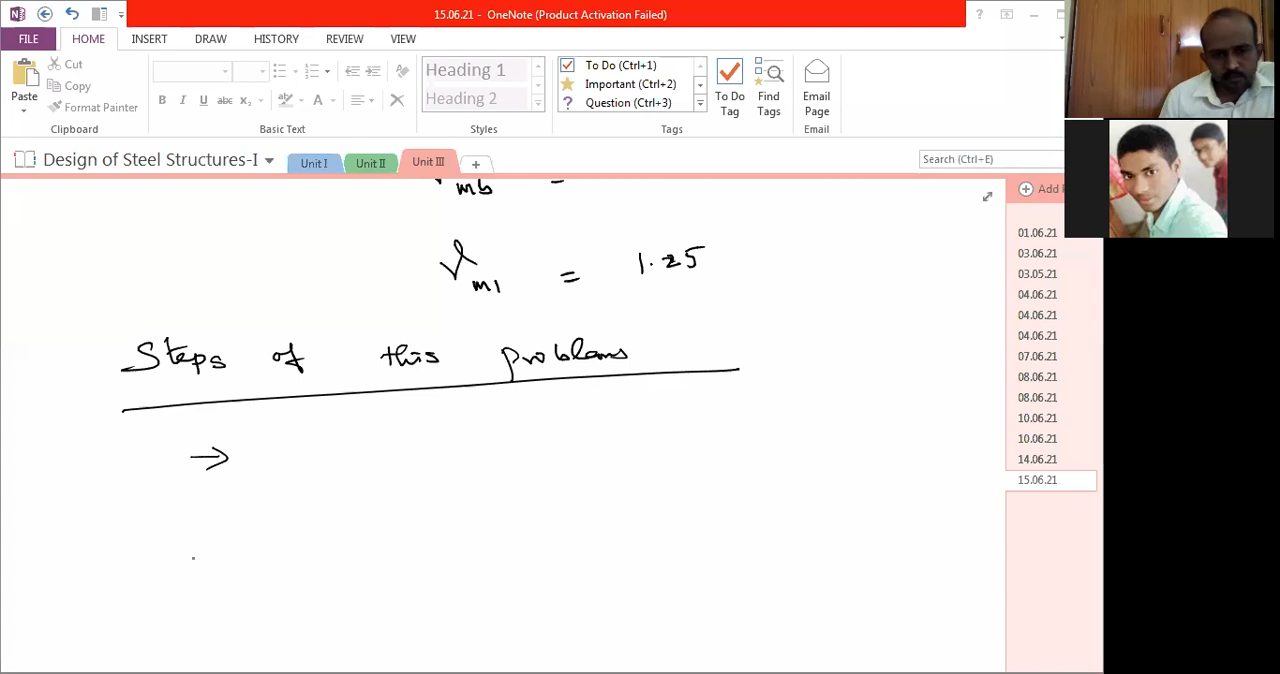 15.06.21 - OneNote (Product Activation Failed)
FILE HOME INSERT DRAW HISTORY REVIEW VIEW
Paste
Cut
Copy
Format Painter
Clipboard
B I U abc x₂ A
Basic Text
Heading 1
Heading 2
Styles
To Do (Ctrl+1)
Important (Ctrl+2)
Question (Ctrl+3)
Tags
To Do Tag
Find Tags
Email Page
Email
Design of Steel Structures-I
Unit I Unit II Unit III
Search (Ctrl+E)
Add
mb =
γm1 = 1.25
Steps of this problems
→
01.06.21
03.06.21
03.05.21
04.06.21
04.06.21
04.06.21
07.06.21
08.06.21
08.06.21
10.06.21
10.06.21
14.06.21
15.06.21